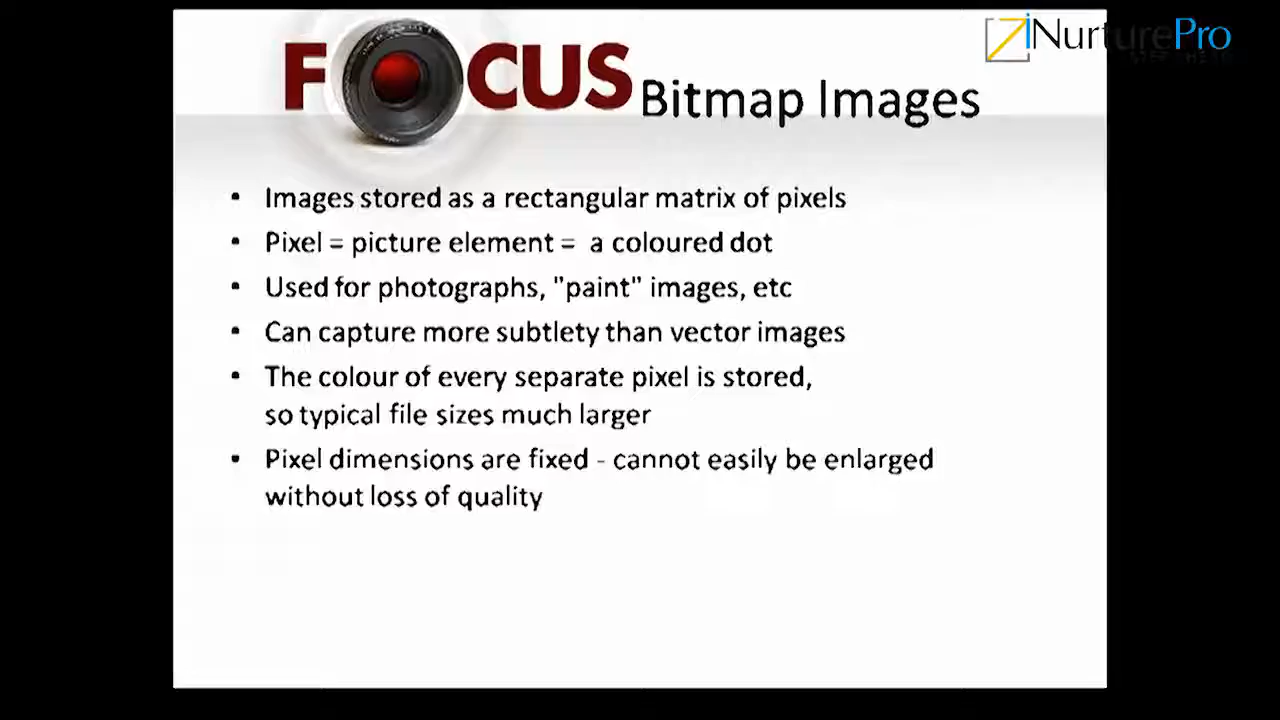 iNurturePro
FOCUS Bitmap Images
• Images stored as a rectangular matrix of pixels
• Pixel = picture element = a coloured dot
• Used for photographs, "paint" images, etc
• Can capture more subtlety than vector images
• The colour of every separate pixel is stored,
so typical file sizes much larger
• Pixel dimensions are fixed - cannot easily be enlarged
without loss of quality